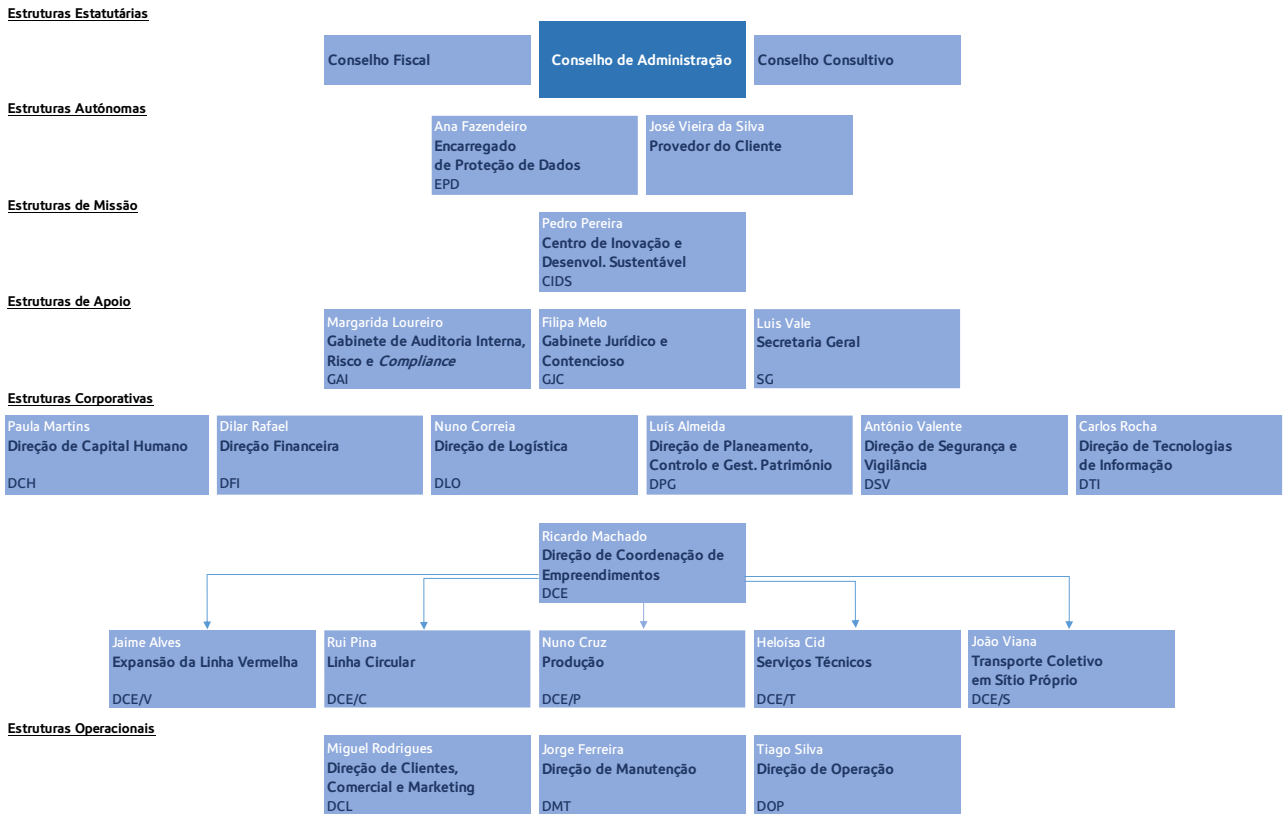 Estruturas Estatutárias
Conselho Fiscal
Conselho de Administração
Conselho Consultivo
Estruturas Autónomas
Ana Fazendeiro
Encarregado
de Proteção de Dados
EPD
José Vieira da Silva
Provedor do Cliente
Estruturas de Missão
Pedro Pereira
Centro de Inovação e
Desenvol. Sustentável
CIDS
Estruturas de Apoio
Margarida Loureiro
Gabinete de Auditoria Interna,
Risco e Compliance
GAI
Filipa Melo
Gabinete Jurídico e
Contencioso
GJC
Luis Vale
Secretaria Geral
SG
Estruturas Corporativas
Paula Martins
Direção de Capital Humano
DCH
Dilar Rafael
Direção Financeira
DFI
Nuno Correia
Direção de Logística
DLO
Luís Almeida
Direção de Planeamento,
Controlo e Gest. Património
DPG
António Valente
Direção de Segurança e
Vigilância
DSV
Carlos Rocha
Direção de Tecnologias
de Informação
DTI
Ricardo Machado
Direção de Coordenação de
Empreendimentos
DCE
Jaime Alves
Expansão da Linha Vermelha
DCE/V
Rui Pina
Linha Circular
DCE/C
Nuno Cruz
Produção
DCE/P
Heloísa Cid
Serviços Técnicos
DCE/T
João Viana
Transporte Coletivo
em Sítio Próprio
DCE/S
Estruturas Operacionais
Miguel Rodrigues
Direção de Clientes,
Comercial e Marketing
DCL
Jorge Ferreira
Direção de Manutenção
DMT
Tiago Silva
Direção de Operação
DOP